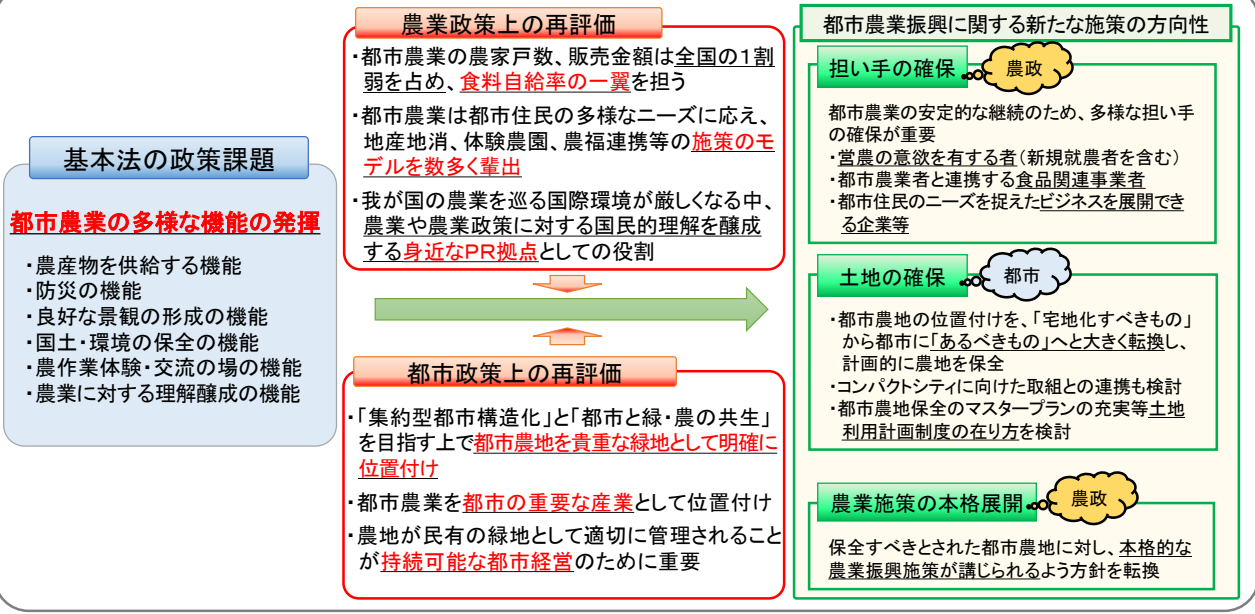 基本法の政策課題
都市農業の多様な機能の発揮
・農産物を供給する機能
・防災の機能
・良好な景観の形成の機能
・国土・環境の保全の機能
・農作業体験・交流の場の機能
・農業に対する理解醸成の機能
農業政策上の再評価
・都市農業の農家戸数、販売金額は全国の1割
弱を占め、食料自給率の一翼を担う
・都市農業は都市住民の多様なニーズに応え、
地産地消、体験農園、農福連携等の施策のモ
デルを数多く輩出
・我が国の農業を巡る国際環境が厳しくなる中、
農業や農業政策に対する国民的理解を醸成
する身近なPR拠点としての役割
都市政策上の再評価
・「集約型都市構造化」と「都市と緑・農の共生」
を目指す上で都市農地を貴重な緑地として明確に
位置付け
・都市農業を都市の重要な産業として位置付け
・農地が民有の緑地として適切に管理されること
が持続可能な都市経営のために重要
都市農業振興に関する新たな施策の方向性
担い手の確保
農政
都市農業の安定的な継続のため、多様な担い手
の確保が重要
・営農の意欲を有する者(新規就農者を含む)
・都市農業者と連携する食品関連事業者
・都市住民のニーズを捉えたビジネスを展開でき
る企業等
土地の確保
都市
・都市農地の位置付けを、「宅地化すべきもの」
から都市に「あるべきもの」へと大きく転換し、
計画的に農地を保全
・コンパクトシティに向けた取組との連携も検討
・都市農地保全のマスタープランの充実等土地
利用計画制度の在り方を検討
農業施策の本格展開
農政
保全すべきとされた都市農地に対し、本格的な
農業振興施策が講じられるよう方針を転換